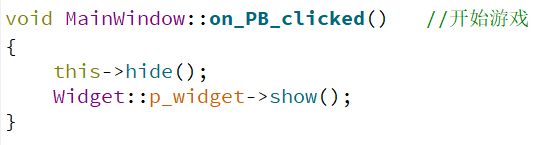 void MainWindow::on_PB_clicked()   //开始游戏
{
    this->hide();
    Widget::p_widget->show();
}